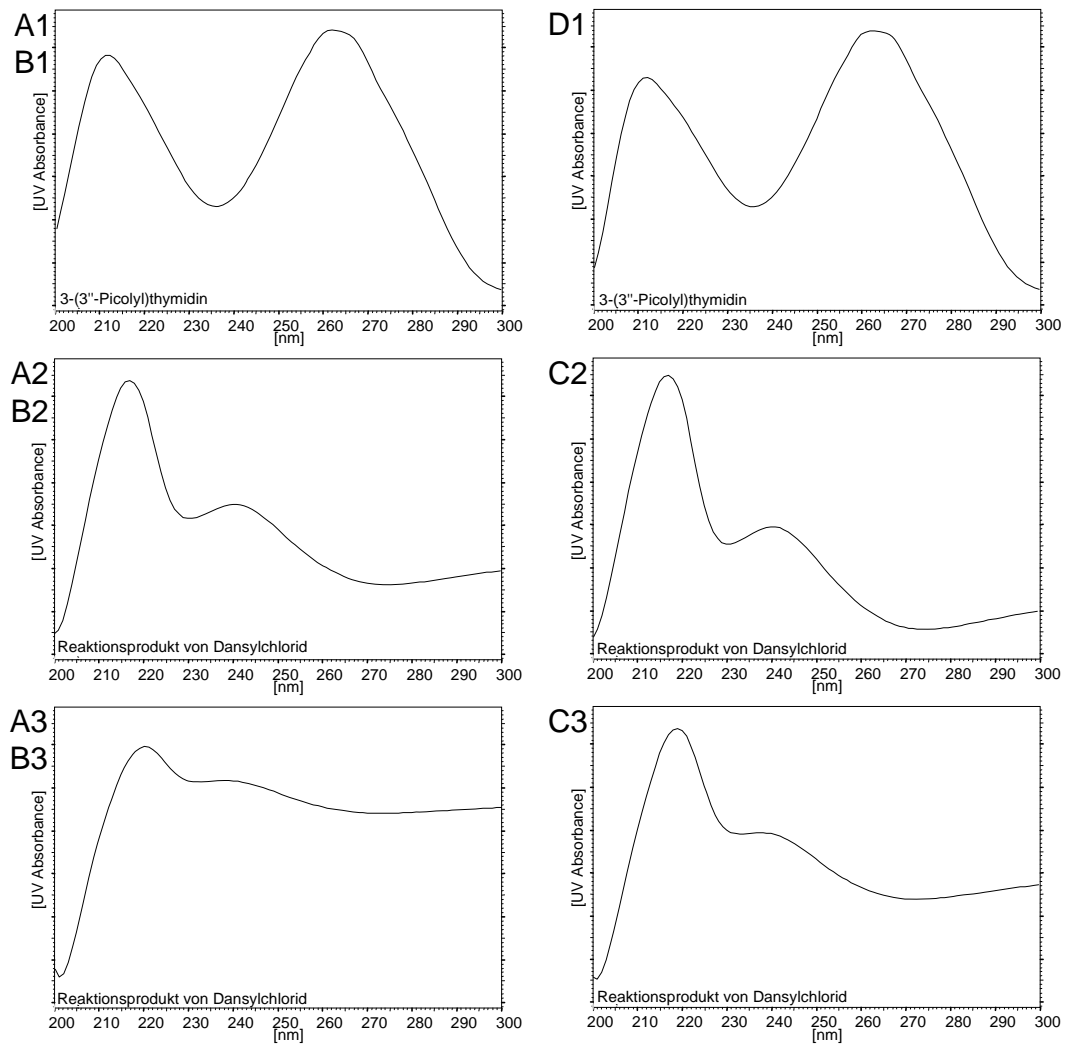 A1
B1
[UV Absorbance]
3-(3"-Picolyl)thymidin
200 210 220 230 240 250 260 270 280 290 300
[nm]
D1
[UV Absorbance]
3-(3"-Picolyl)thymidin
200 210 220 230 240 250 260 270 280 290 300
[nm]
A2
B2
[UV Absorbance]
Reaktionsprodukt von Dansylchlorid
200 210 220 230 240 250 260 270 280 290 300
[nm]
C2
[UV Absorbance]
Reaktionsprodukt von Dansylchlorid
200 210 220 230 240 250 260 270 280 290 300
[nm]
A3
B3
[UV Absorbance]
Reaktionsprodukt von Dansylchlorid
200 210 220 230 240 250 260 270 280 290 300
[nm]
C3
[UV Absorbance]
Reaktionsprodukt von Dansylchlorid
200 210 220 230 240 250 260 270 280 290 300
[nm]